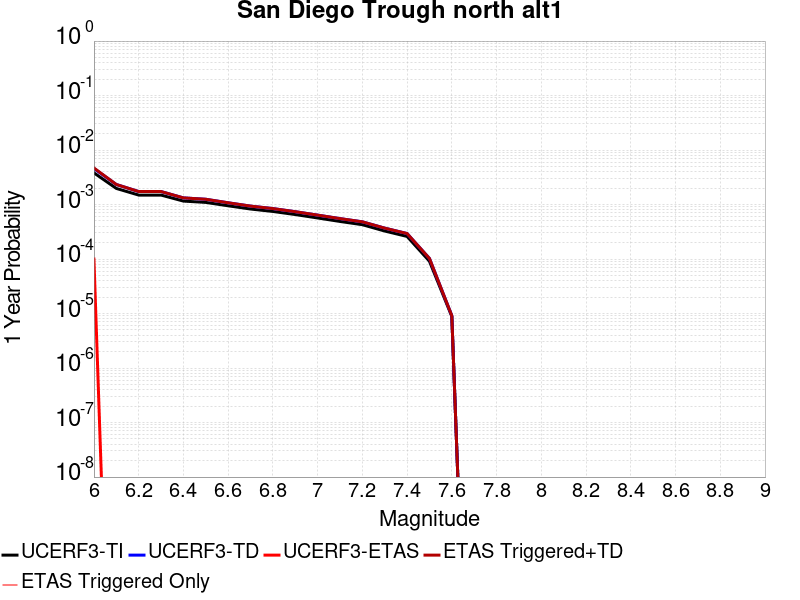 San Diego Trough north alt1
10^0
10^-1
10^-2
10^-3
10^-4
10^-5
10^-6
10^-7
10^-8
1 Year Probability
6 6.2 6.4 6.6 6.8 7 7.2 7.4 7.6 7.8 8 8.2 8.4 8.6 8.8 9
Magnitude
UCERF3-TI UCERF3-TD UCERF3-ETAS ETAS Triggered+TD
ETAS Triggered Only